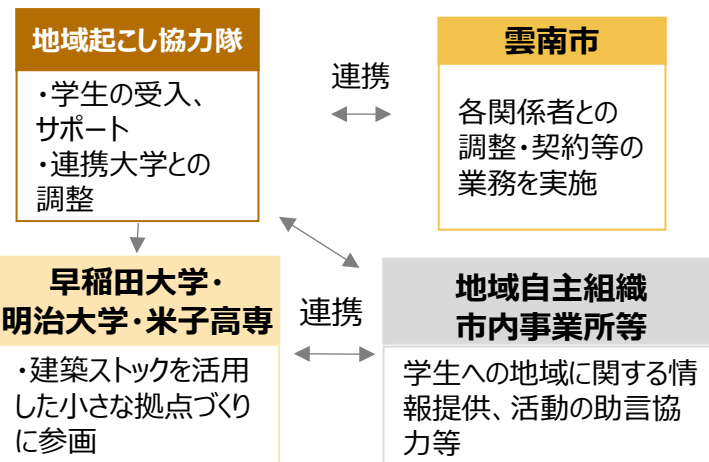 地域起こし協力隊
・学生の受入、
サポート
・連携大学との
調整
連携
雲南市
各関係者との
調整・契約等の
業務を実施
早稲田大学・
明治大学・米子高専
・建築ストックを活用
した小さな拠点づくり
に参画
連携
地域自主組織
市内事業所等
学生への地域に関する情
報提供、活動の助言協
力等